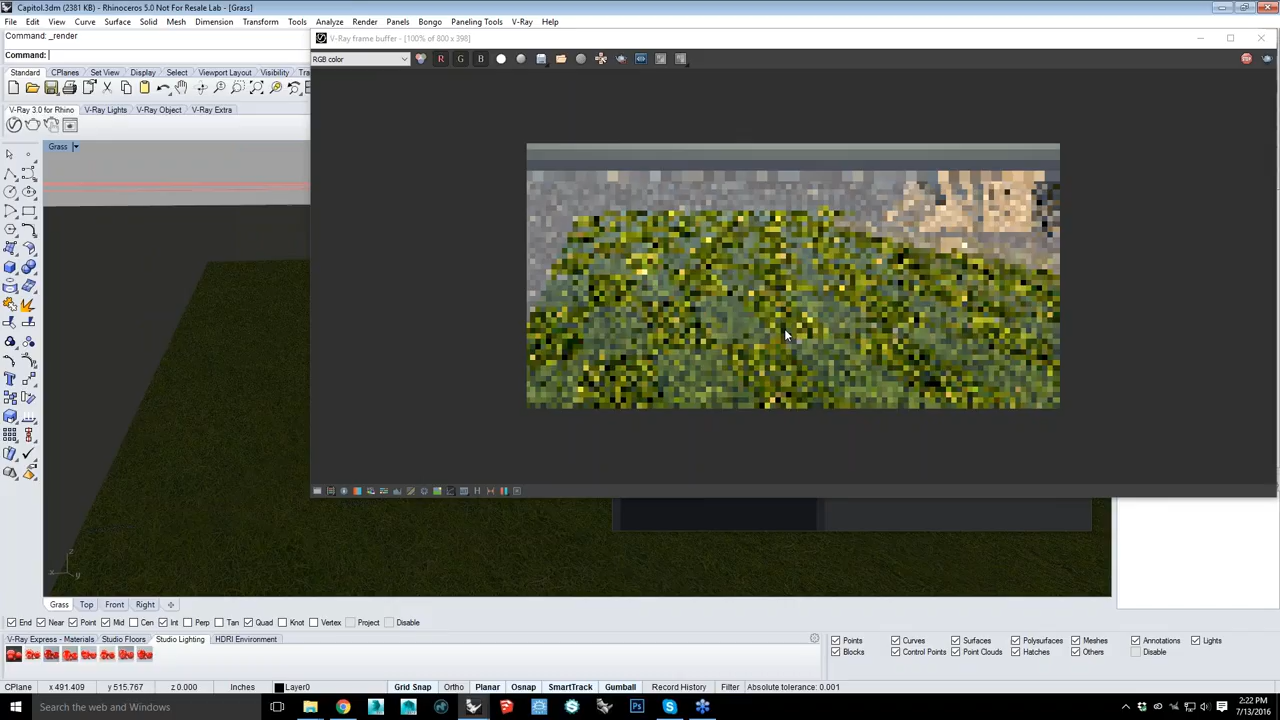 Capitol.3dm (2381 KB) - Rhinoceros 5.0 Not For Resale Lab - [Grass]
File Edit View Curve Surface Solid Mesh Dimension Transform Tools Analyze Render Panels Bongo Paneling Tools V-Ray Help
Command: _render
Command:
V-Ray frame buffer - [100% of 800 x 398]
RGB color
R G B
Standard CPlanes Set View Display Select Viewport Layout Visibility
V-Ray 3.0 for Rhino V-Ray Lights V-Ray Object V-Ray Extra
Grass
z
x y
Grass Top Front Right
End Near Point Mid Cen Int Perp Tan Quad Knot Vertex Project Disable
V-Ray Express - Materials Studio Floors Studio Lighting HDRI Environment
Points Curves Surfaces Polysurfaces Meshes Annotations Lights
Blocks Control Points Point Clouds Hatches Others Disable
CPlane x 491.409 y 515.767 z 0.000 Inches Layer0 Grid Snap Ortho Planar Osnap SmartTrack Gumball Record History Filter Absolute tolerance: 0.001
Search the web and Windows
2:22 PM
7/13/2016